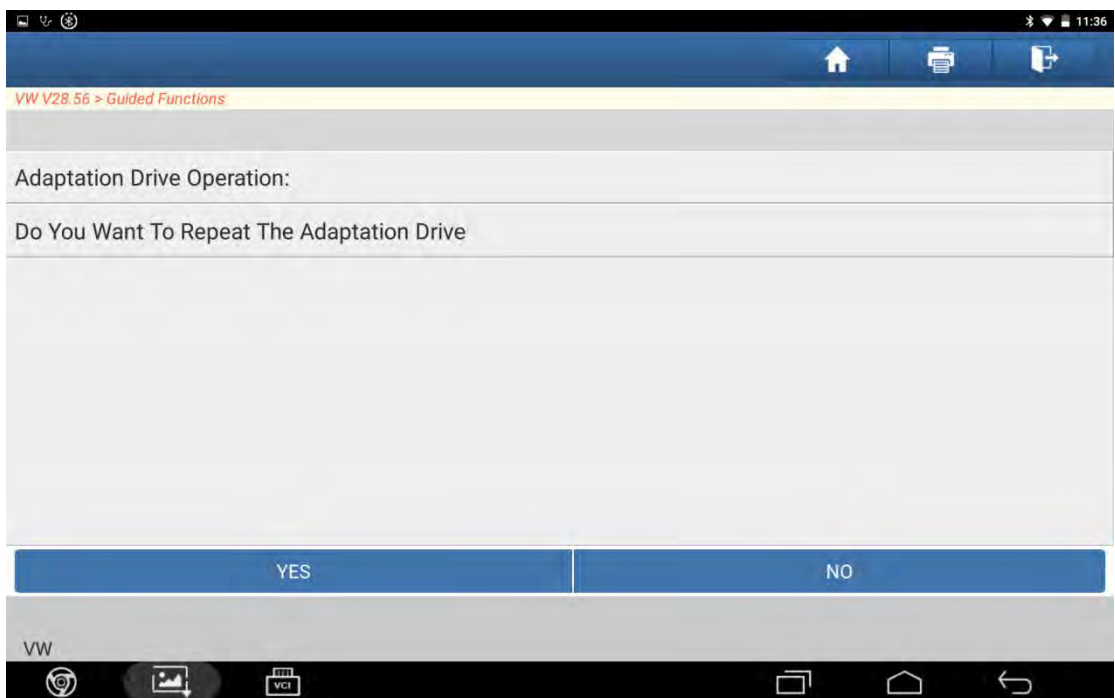 11:36
VW V28.56 > Guided Functions
Adaptation Drive Operation:
Do You Want To Repeat The Adaptation Drive
YES
NO
VW
VCI